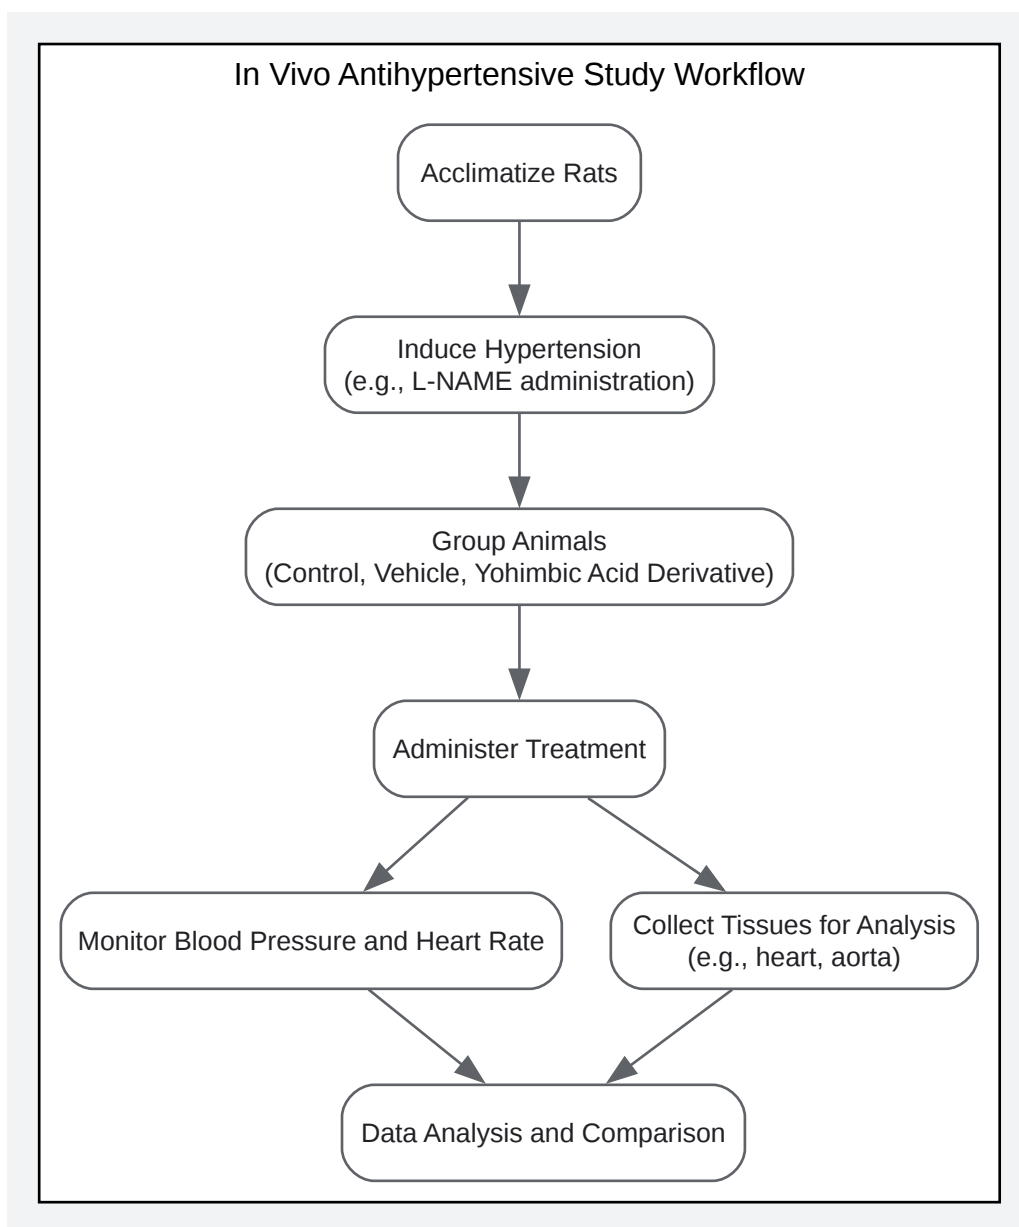 In Vivo Antihypertensive Study Workflow
Acclimatize Rats
Induce Hypertension
(e.g., L-NAME administration)
Group Animals
(Control, Vehicle, Yohimbic Acid Derivative)
Administer Treatment
Monitor Blood Pressure and Heart Rate
Collect Tissues for Analysis
(e.g., heart, aorta)
Data Analysis and Comparison